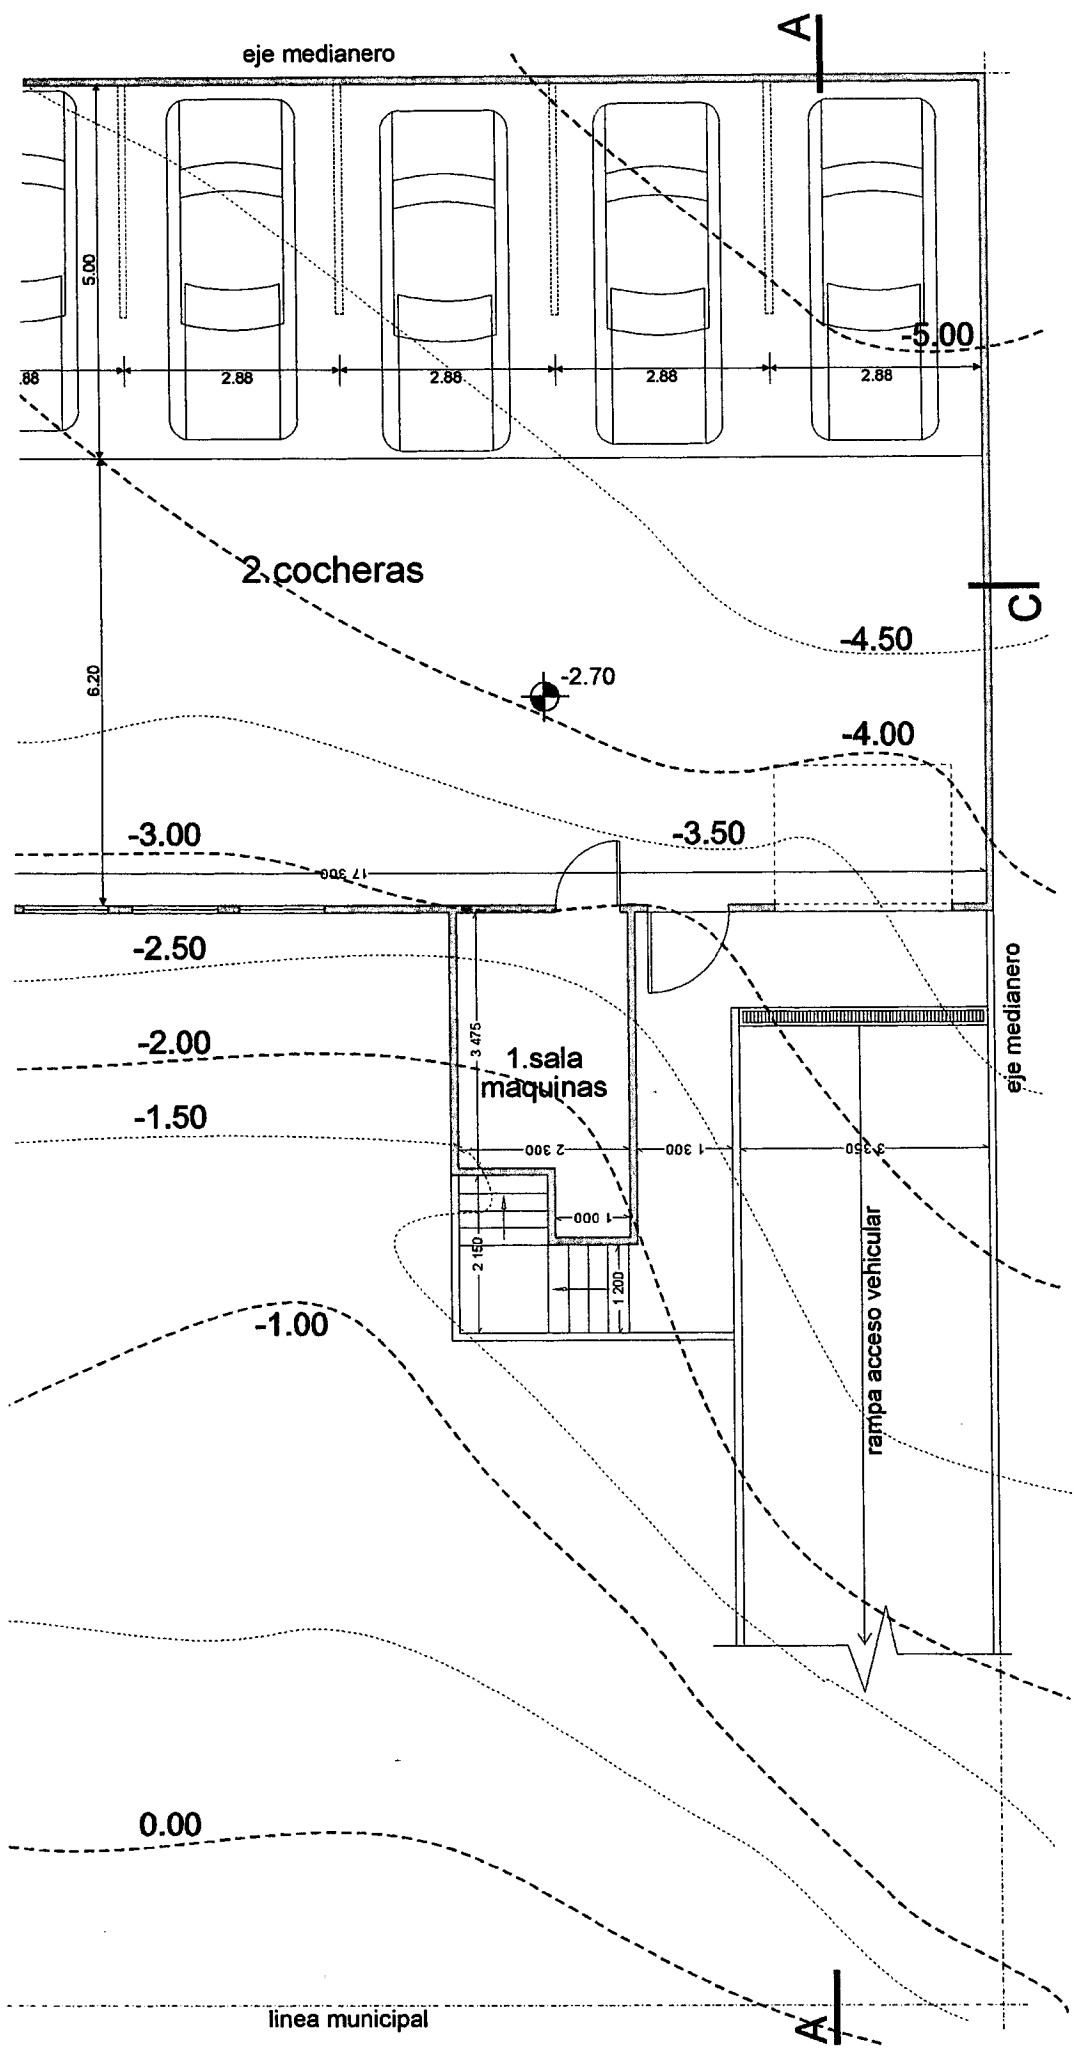 A
eje medianero
5.00
-5.00
.88
2.88
2.88
2.88
2.88
2.cocheras
C
-4.50
6.20
-2.70
-4.00
-3.00
-3.50
17 300
-2.50
eje medianero
-2.00
3 475
1.sala
maquinas
-1.50
2 300
1 300
3 350
1 000
2 150
1 200
rampa acceso vehicular
-1.00
0.00
linea municipal
A